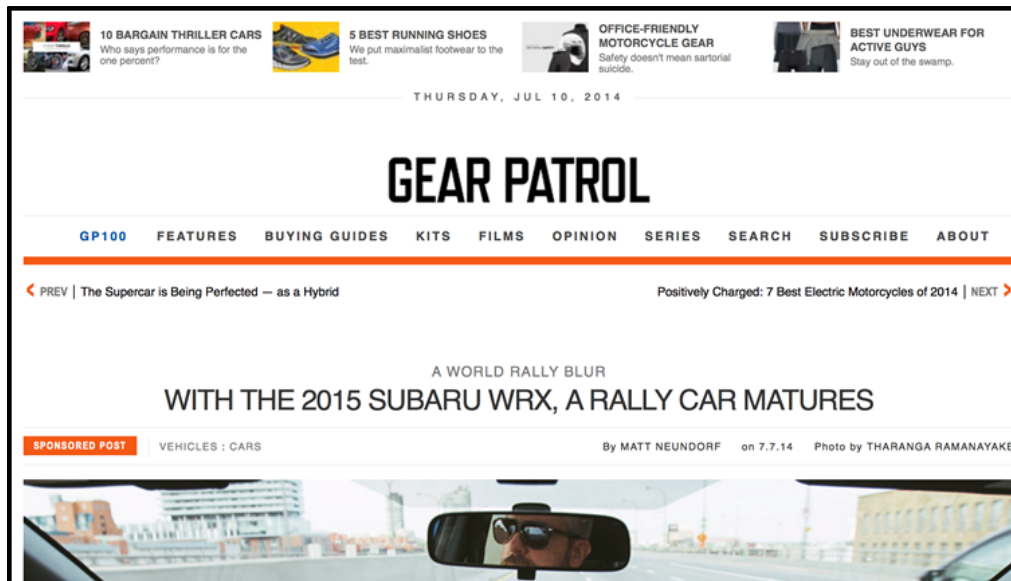 10 BARGAIN THRILLER CARS
Who says performance is for the
one percent?
5 BEST RUNNING SHOES
We put maximalist footwear to the
test.
OFFICE-FRIENDLY
MOTORCYCLE GEAR
Safety doesn't mean sartorial
suicide.
BEST UNDERWEAR FOR
ACTIVE GUYS
Stay out of the swamp.
THURSDAY, JUL 10, 2014
GEAR PATROL
GP100 FEATURES BUYING GUIDES KITS FILMS OPINION SERIES SEARCH SUBSCRIBE ABOUT
PREV | The Supercar is Being Perfected — as a Hybrid
Positively Charged: 7 Best Electric Motorcycles of 2014 | NEXT
A WORLD RALLY BLUR
WITH THE 2015 SUBARU WRX, A RALLY CAR MATURES
SPONSORED POST VEHICLES : CARS By MATT NEUNDORF on 7.7.14 Photo by THARANGA RAMANAYAKE